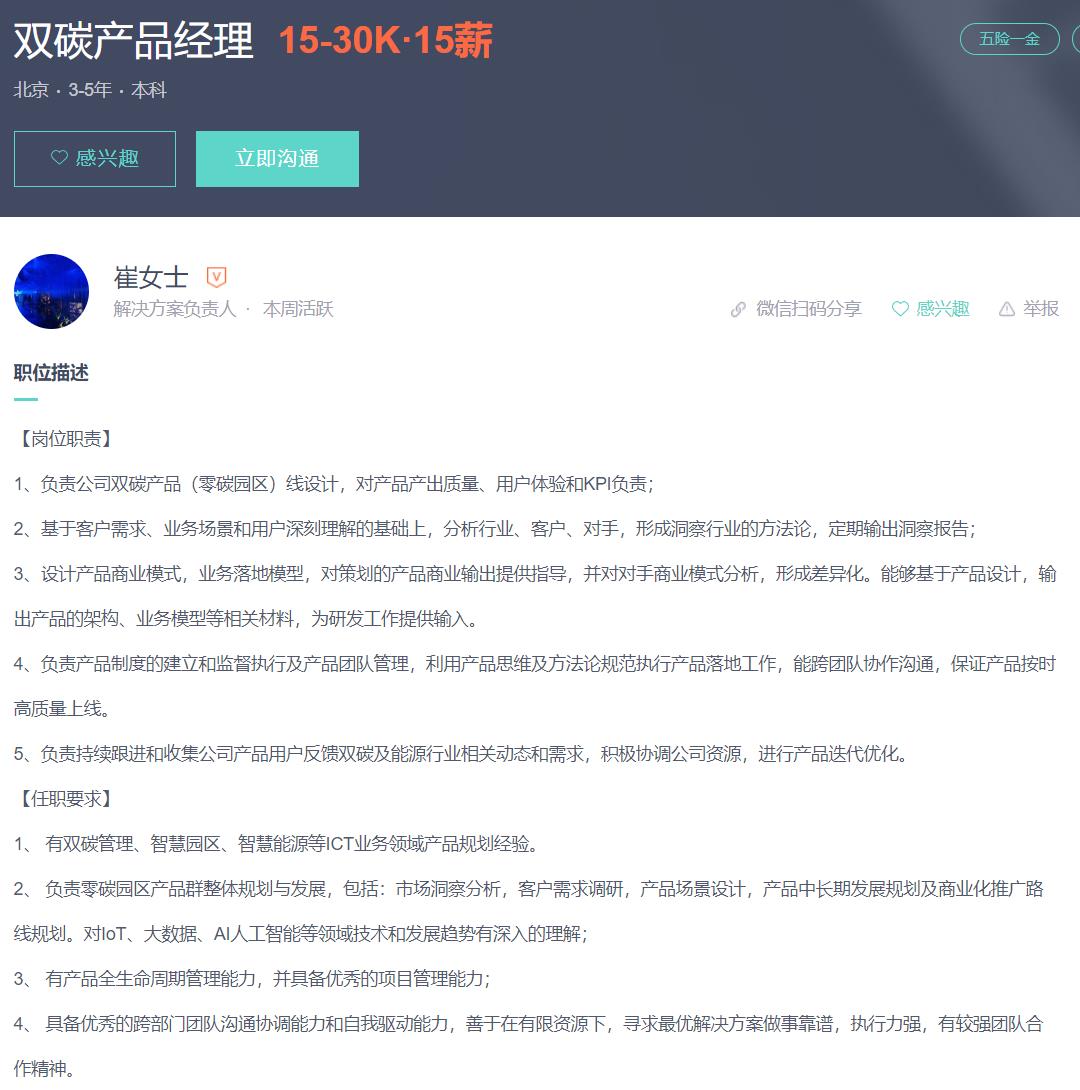 双碳产品经理 15-30K·15薪
五险一金
北京 · 3-5年 · 本科
感兴趣
立即沟通
崔女士
解决方案负责人 · 本周活跃
微信扫码分享 感兴趣 举报
职位描述
【岗位职责】
1、负责公司双碳产品（零碳园区）线设计，对产品产出质量、用户体验和KPI负责；
2、基于客户需求、业务场景和用户深刻理解的基础上，分析行业、客户、对手，形成洞察行业的方法论，定期输出洞察报告；
3、设计产品商业模式，业务落地模型，对策划的产品商业输出提供指导，并对对手商业模式分析，形成差异化。能够基于产品设计，输
出产品的架构、业务模型等相关材料，为研发工作提供输入。
4、负责产品制度的建立和监督执行及产品团队管理，利用产品思维及方法论规范执行产品落地工作，能跨团队协作沟通，保证产品按时
高质量上线。
5、负责持续跟进和收集公司产品用户反馈双碳及能源行业相关动态和需求，积极协调公司资源，进行产品迭代优化。
【任职要求】
1、 有双碳管理、智慧园区、智慧能源等ICT业务领域产品规划经验。
2、 负责零碳园区产品群整体规划与发展，包括：市场洞察分析，客户需求调研，产品场景设计，产品中长期发展规划及商业化推广路
线规划。对IoT、大数据、AI人工智能等领域技术和发展趋势有深入的理解；
3、 有产品全生命周期管理能力，并具备优秀的项目管理能力；
4、 具备优秀的跨部门团队沟通协调能力和自我驱动能力，善于在有限资源下，寻求最优解决方案做事靠谱，执行力强，有较强团队合
作精神。